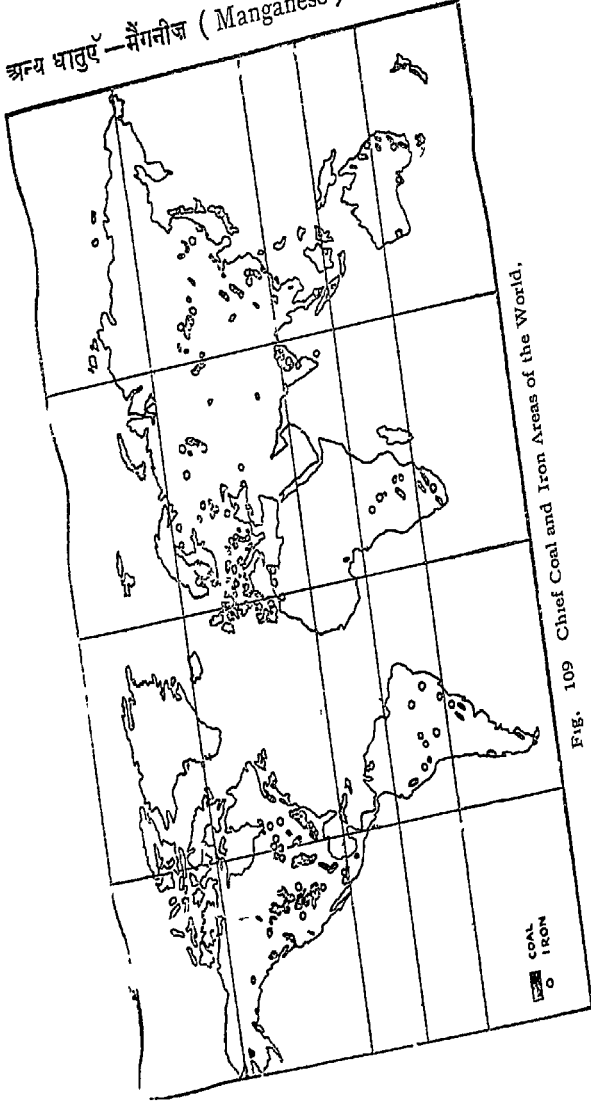 अन्य धातुएँ—मैंगनीज़ ( Manganese )
COAL
IRON
Fig. 109 Chief Coal and Iron Areas of the World,